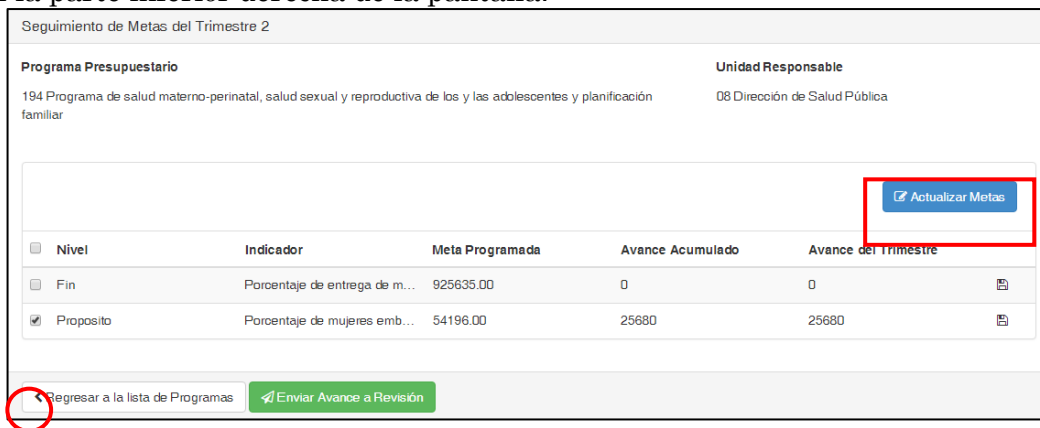 la parte inferior derecha de la pantalla.
Seguimiento de Metas del Trimestre 2
Programa Presupuestario Unidad Responsable
194 Programa de salud materno-perinatal, salud sexual y reproductiva de los y las adolescentes y planificación 08 Dirección de Salud Pública
familiar
Actualizar Metas
Nivel Indicador Meta Programada Avance Acumulado Avance del Trimestre
Fin Porcentaje de entrega de m... 925635.00 0 0
Proposito Porcentaje de mujeres emb... 54196.00 25680 25680
Regresar a la lista de Programas Enviar Avance a Revisión